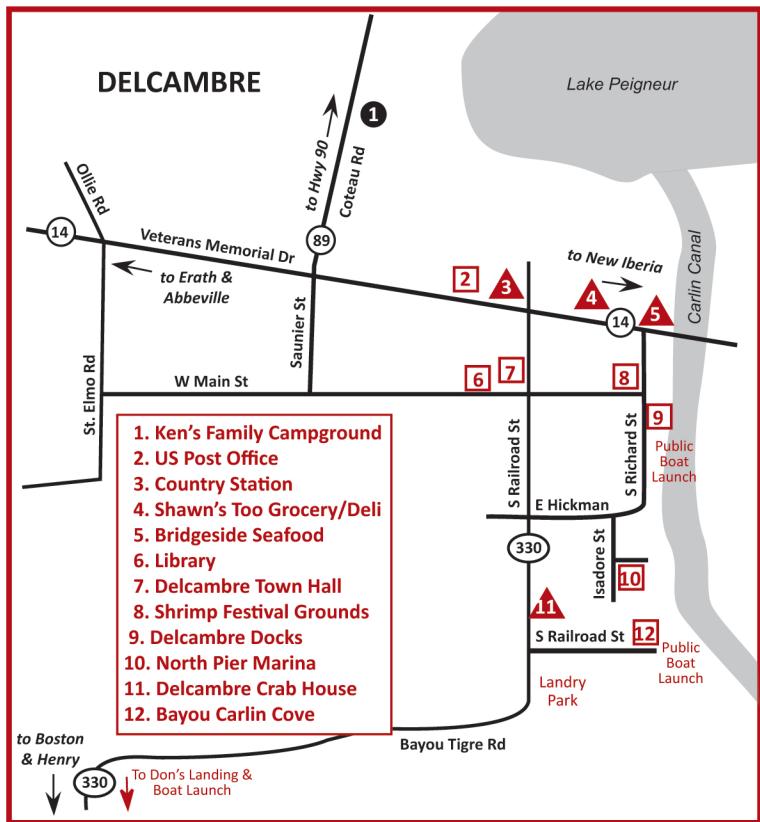 DELCAMBRE
Lake Peigneur
1
to Hwy 90
Coteau Rd
Ollie Rd
14
Veterans Memorial Dr
89
to Erath &
Abbeville
2
3
to New Iberia
4
14
5
Carlin Canal
Saunier St
St. Elmo Rd
W Main St
6
7
8
9
Public
Boat
Launch
S Railroad St
S Richard St
E Hickman
330
Isadore St
10
11
S Railroad St
12
Public
Boat
Launch
Landry
Park
1. Ken's Family Campground
2. US Post Office
3. Country Station
4. Shawn's Too Grocery/Deli
5. Bridgeside Seafood
6. Library
7. Delcambre Town Hall
8. Shrimp Festival Grounds
9. Delcambre Docks
10. North Pier Marina
11. Delcambre Crab House
12. Bayou Carlin Cove
Bayou Tigre Rd
to Boston
& Henry
330
To Don's Landing &
Boat Launch